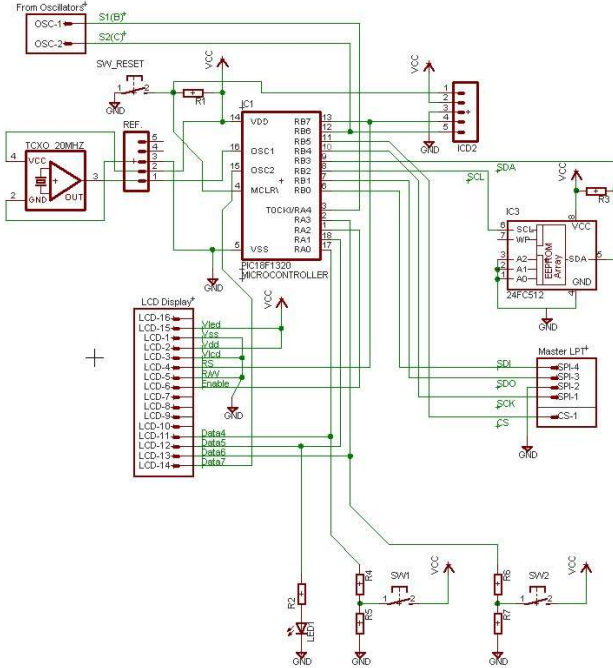 From Oscillators
OSC-1
OSC-2
S1(B)
S2(C)
SW_RESET
1 2
GND
R1
VCC
VCC
1
2
3
4
5
ICD2
GND
TCXO_20MHZ
VCC
GND
OUT
4
2
3
REF.
5
4
3
2
1
IC1
14 VDD
16 OSC1
15 OSC2
4 MCLR\
5 VSS
RB7 13
RB6 12
RB5 11
RB4 10
RB3 9
RB2 8
RB1 7
RB0 6
TOCKI/RA4 3
RA3 2
RA2 1
RA1 18
RA0 17
PIC18F1320
MICROCONTROLLER
GND
SDA
SCL
VCC
R3
IC3
8
VCC
6 SCL
7 WP
3 A2
2 A1
1 A0
EEPROM
Array
SDA 5
GND
4
24FC512
GND
LCD Display
LCD-16
LCD-15
LCD-1
LCD-2
LCD-3
LCD-4
LCD-5
LCD-6
LCD-7
LCD-8
LCD-9
LCD-10
LCD-11
LCD-12
LCD-13
LCD-14
Vled
Vss
Vdd
Vlcd
RS
R/W
Enable
Data4
Data5
Data6
Data7
VCC
GND
Master LPT
SPI-4
SPI-3
SPI-2
SPI-1
CS-1
SDI
SDO
SCK
CS
GND
R2
LED1
GND
R4
R5
GND
SW1
1 2
VCC
R6
R7
GND
SW2
1 2
VCC